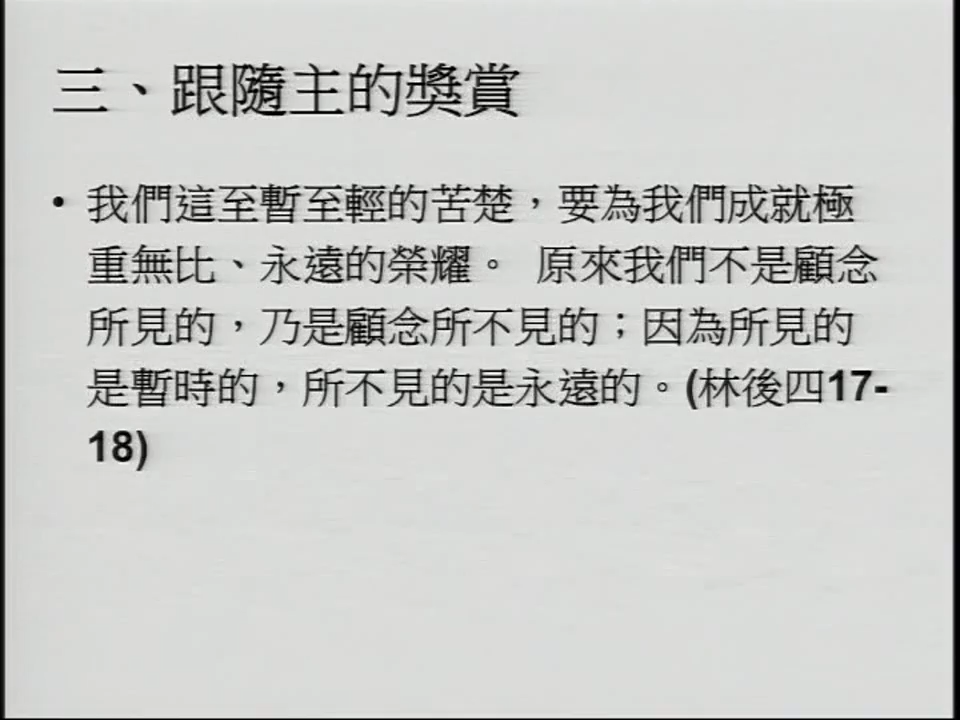 三、跟隨主的獎賞
• 我們這至暫至輕的苦楚，要為我們成就極
重無比、永遠的榮耀。 原來我們不是顧念
所見的，乃是顧念所不見的；因為所見的
是暫時的，所不見的是永遠的。(林後四17-
18)